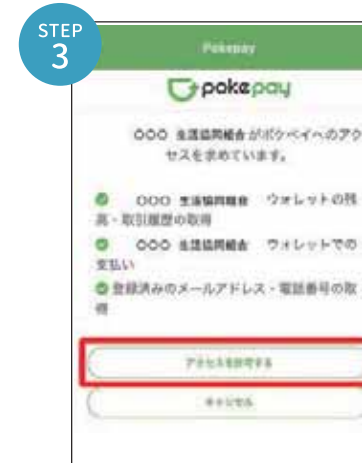 STEP
3
Pokepay
pokepay
○○○ 生活協同組合がポケペイへのアク
セスを求めています。
○○○ 生活協同組合 ウォレットの残
高・取引履歴の取得
○○○ 生活協同組合 ウォレットでの
支払い
登録済みのメールアドレス・電話番号の取
得
アクセスを許可する
キャンセル